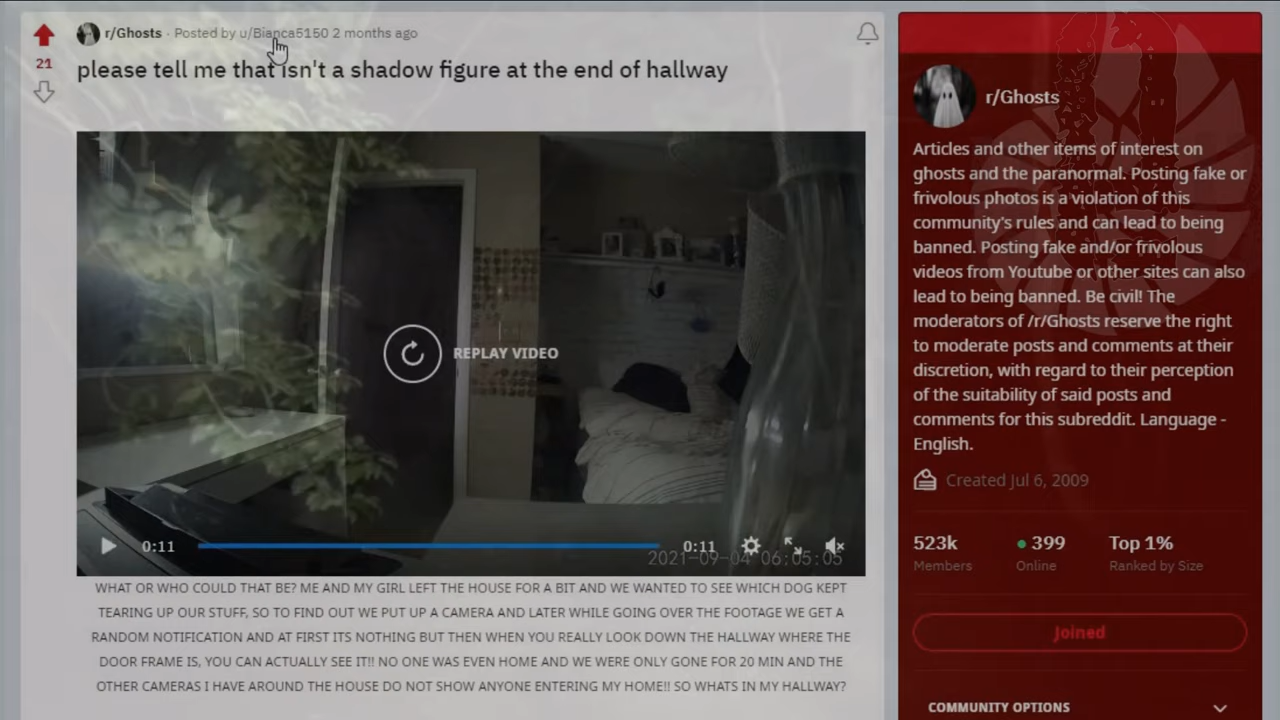 r/Ghosts · Posted by u/Bianca5150 2 months ago
21
please tell me that isn't a shadow figure at the end of hallway
REPLAY VIDEO
0:11
0:11
2021-09-04 06:05:05
WHAT OR WHO COULD THAT BE? ME AND MY GIRL LEFT THE HOUSE FOR A BIT AND WE WANTED TO SEE WHICH DOG KEPT
TEARING UP OUR STUFF, SO TO FIND OUT WE PUT UP A CAMERA AND LATER WHILE GOING OVER THE FOOTAGE WE GET A
RANDOM NOTIFICATION AND AT FIRST ITS NOTHING BUT THEN WHEN YOU REALLY LOOK DOWN THE HALLWAY WHERE THE
DOOR FRAME IS, YOU CAN ACTUALLY SEE IT!! NO ONE WAS EVEN HOME AND WE WERE ONLY GONE FOR 20 MIN AND THE
OTHER CAMERAS I HAVE AROUND THE HOUSE DO NOT SHOW ANYONE ENTERING MY HOME!! SO WHATS IN MY HALLWAY?
r/Ghosts
Articles and other items of interest on
ghosts and the paranormal. Posting fake or
frivolous photos is a violation of this
community's rules and can lead to being
banned. Posting fake and/or frivolous
videos from Youtube or other sites can also
lead to being banned. Be civil! The
moderators of /r/Ghosts reserve the right
to moderate posts and comments at their
discretion, with regard to their perception
of the suitability of said posts and
comments for this subreddit. Language -
English.
Created Jul 6, 2009
523k 399 Top 1%
Members Online Ranked by Size
Joined
COMMUNITY OPTIONS